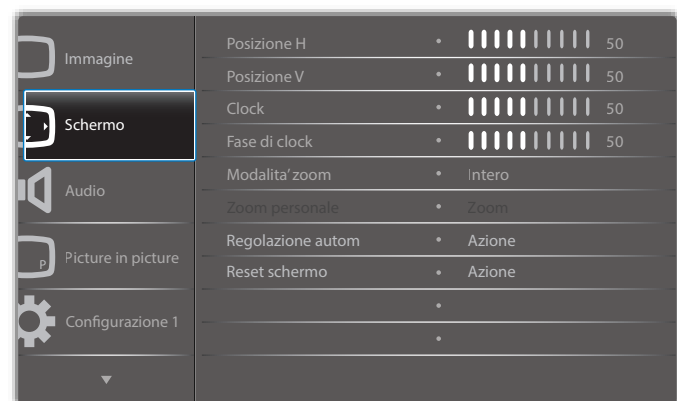 Immagine
Schermo
Audio
P
Picture in picture
Configurazione 1
Posizione H • 50
Posizione V • 50
Clock • 50
Fase di clock • 50
Modalita’ zoom • Intero
Zoom personale • Zoom
Regolazione autom • Azione
Reset schermo • Azione
•
•